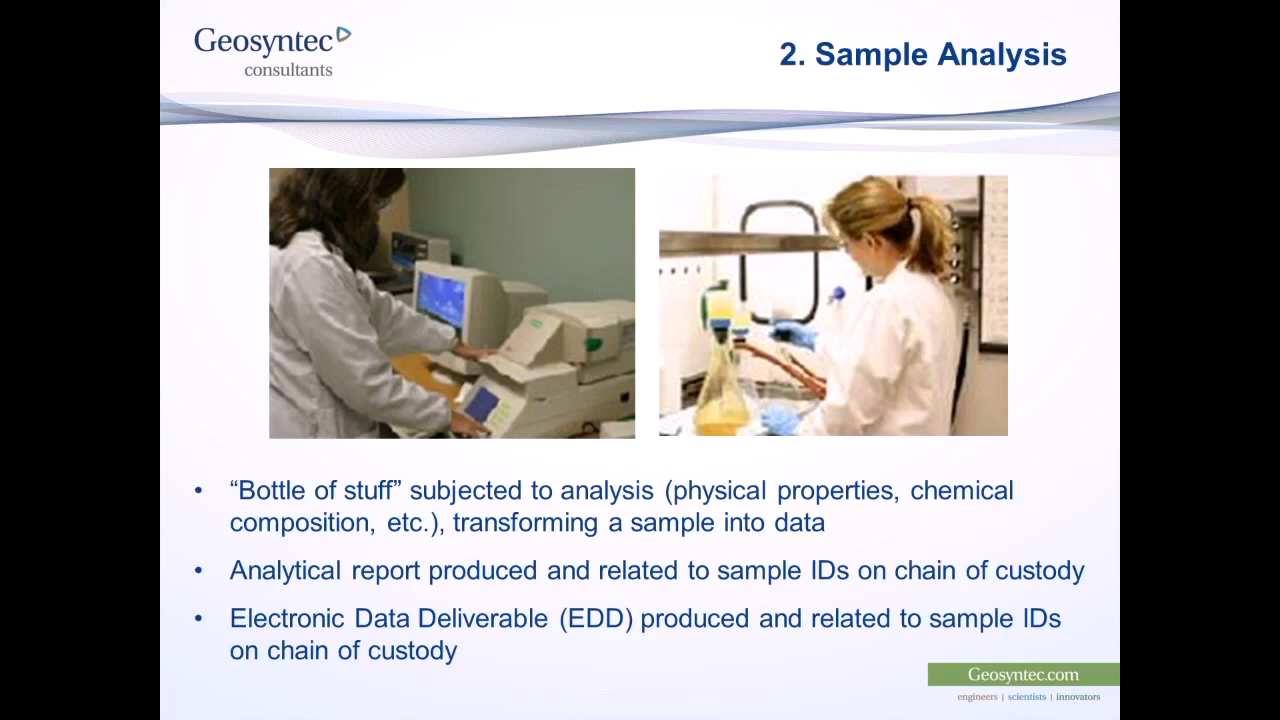 Geosyntec
consultants
2. Sample Analysis
• “Bottle of stuff” subjected to analysis (physical properties, chemical
composition, etc.), transforming a sample into data
• Analytical report produced and related to sample IDs on chain of custody
• Electronic Data Deliverable (EDD) produced and related to sample IDs
on chain of custody
Geosyntec.com
engineers | scientists | innovators